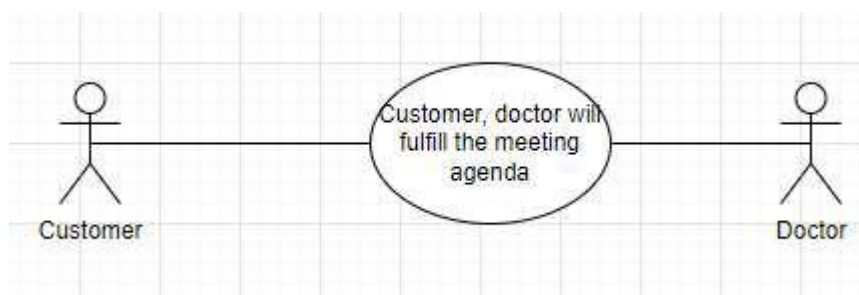 Customer, doctor will
fulfill the meeting
agenda
Customer
Doctor